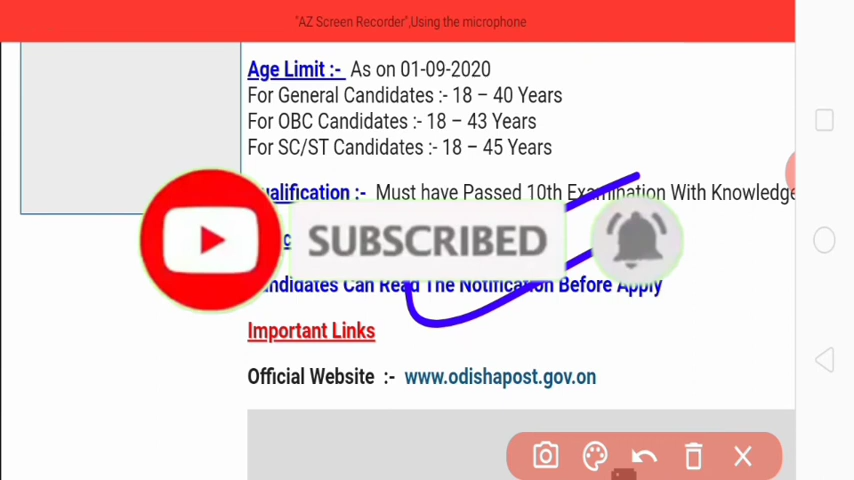 "AZ Screen Recorder",Using the microphone
Age Limit :- As on 01-09-2020
For General Candidates :- 18 – 40 Years
For OBC Candidates :- 18 – 43 Years
For SC/ST Candidates :- 18 – 45 Years
:- Must have Passed 10th Examination With Knowledge
SUBSCRIBED
Candidates Can Read The Notification Before Apply
Important Links
Official Website :- www.odishapost.gov.on